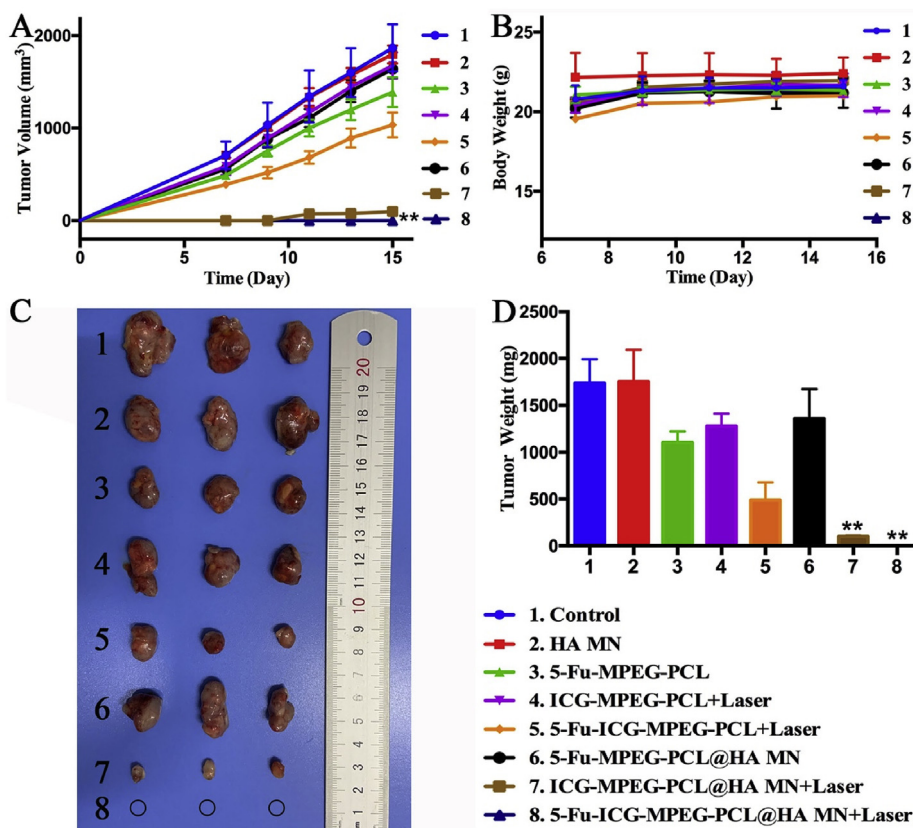 A
Tumor Volume (mm³)
2000
1000
0
0 5 10 15
Time (Day)
**
1
2
3
4
5
6
7
8
B
Body Weight (g)
25
20
15
6 8 10 12 14 16
Time (Day)
1
2
3
4
5
6
7
8
C
1
2
3
4
5
6
7
8
20
19
18
17
16
15
14
13
12
11
10
9
8
7
6
5
4
3
2
1
D
Tumor Weight (mg)
2500
2000
1500
1000
500
0
** **
1 2 3 4 5 6 7 8
1. Control
2. HA MN
3. 5-Fu-MPEG-PCL
4. ICG-MPEG-PCL+Laser
5. 5-Fu-ICG-MPEG-PCL+Laser
6. 5-Fu-MPEG-PCL@HA MN
7. ICG-MPEG-PCL@HA MN+Laser
8. 5-Fu-ICG-MPEG-PCL@HA MN+Laser